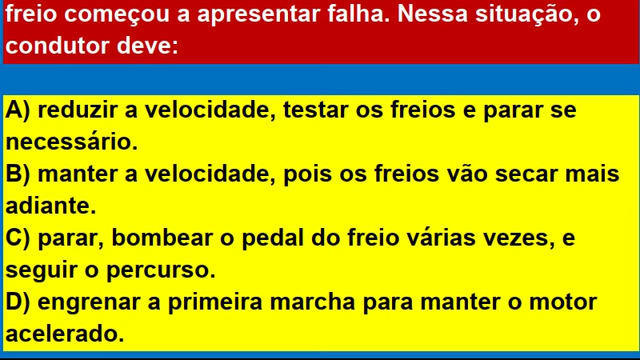 freio começou a apresentar falha. Nessa situação, o
condutor deve:
A) reduzir a velocidade, testar os freios e parar se
necessário.
B) manter a velocidade, pois os freios vão secar mais
adiante.
C) parar, bombear o pedal do freio várias vezes, e
seguir o percurso.
D) engrenar a primeira marcha para manter o motor
acelerado.